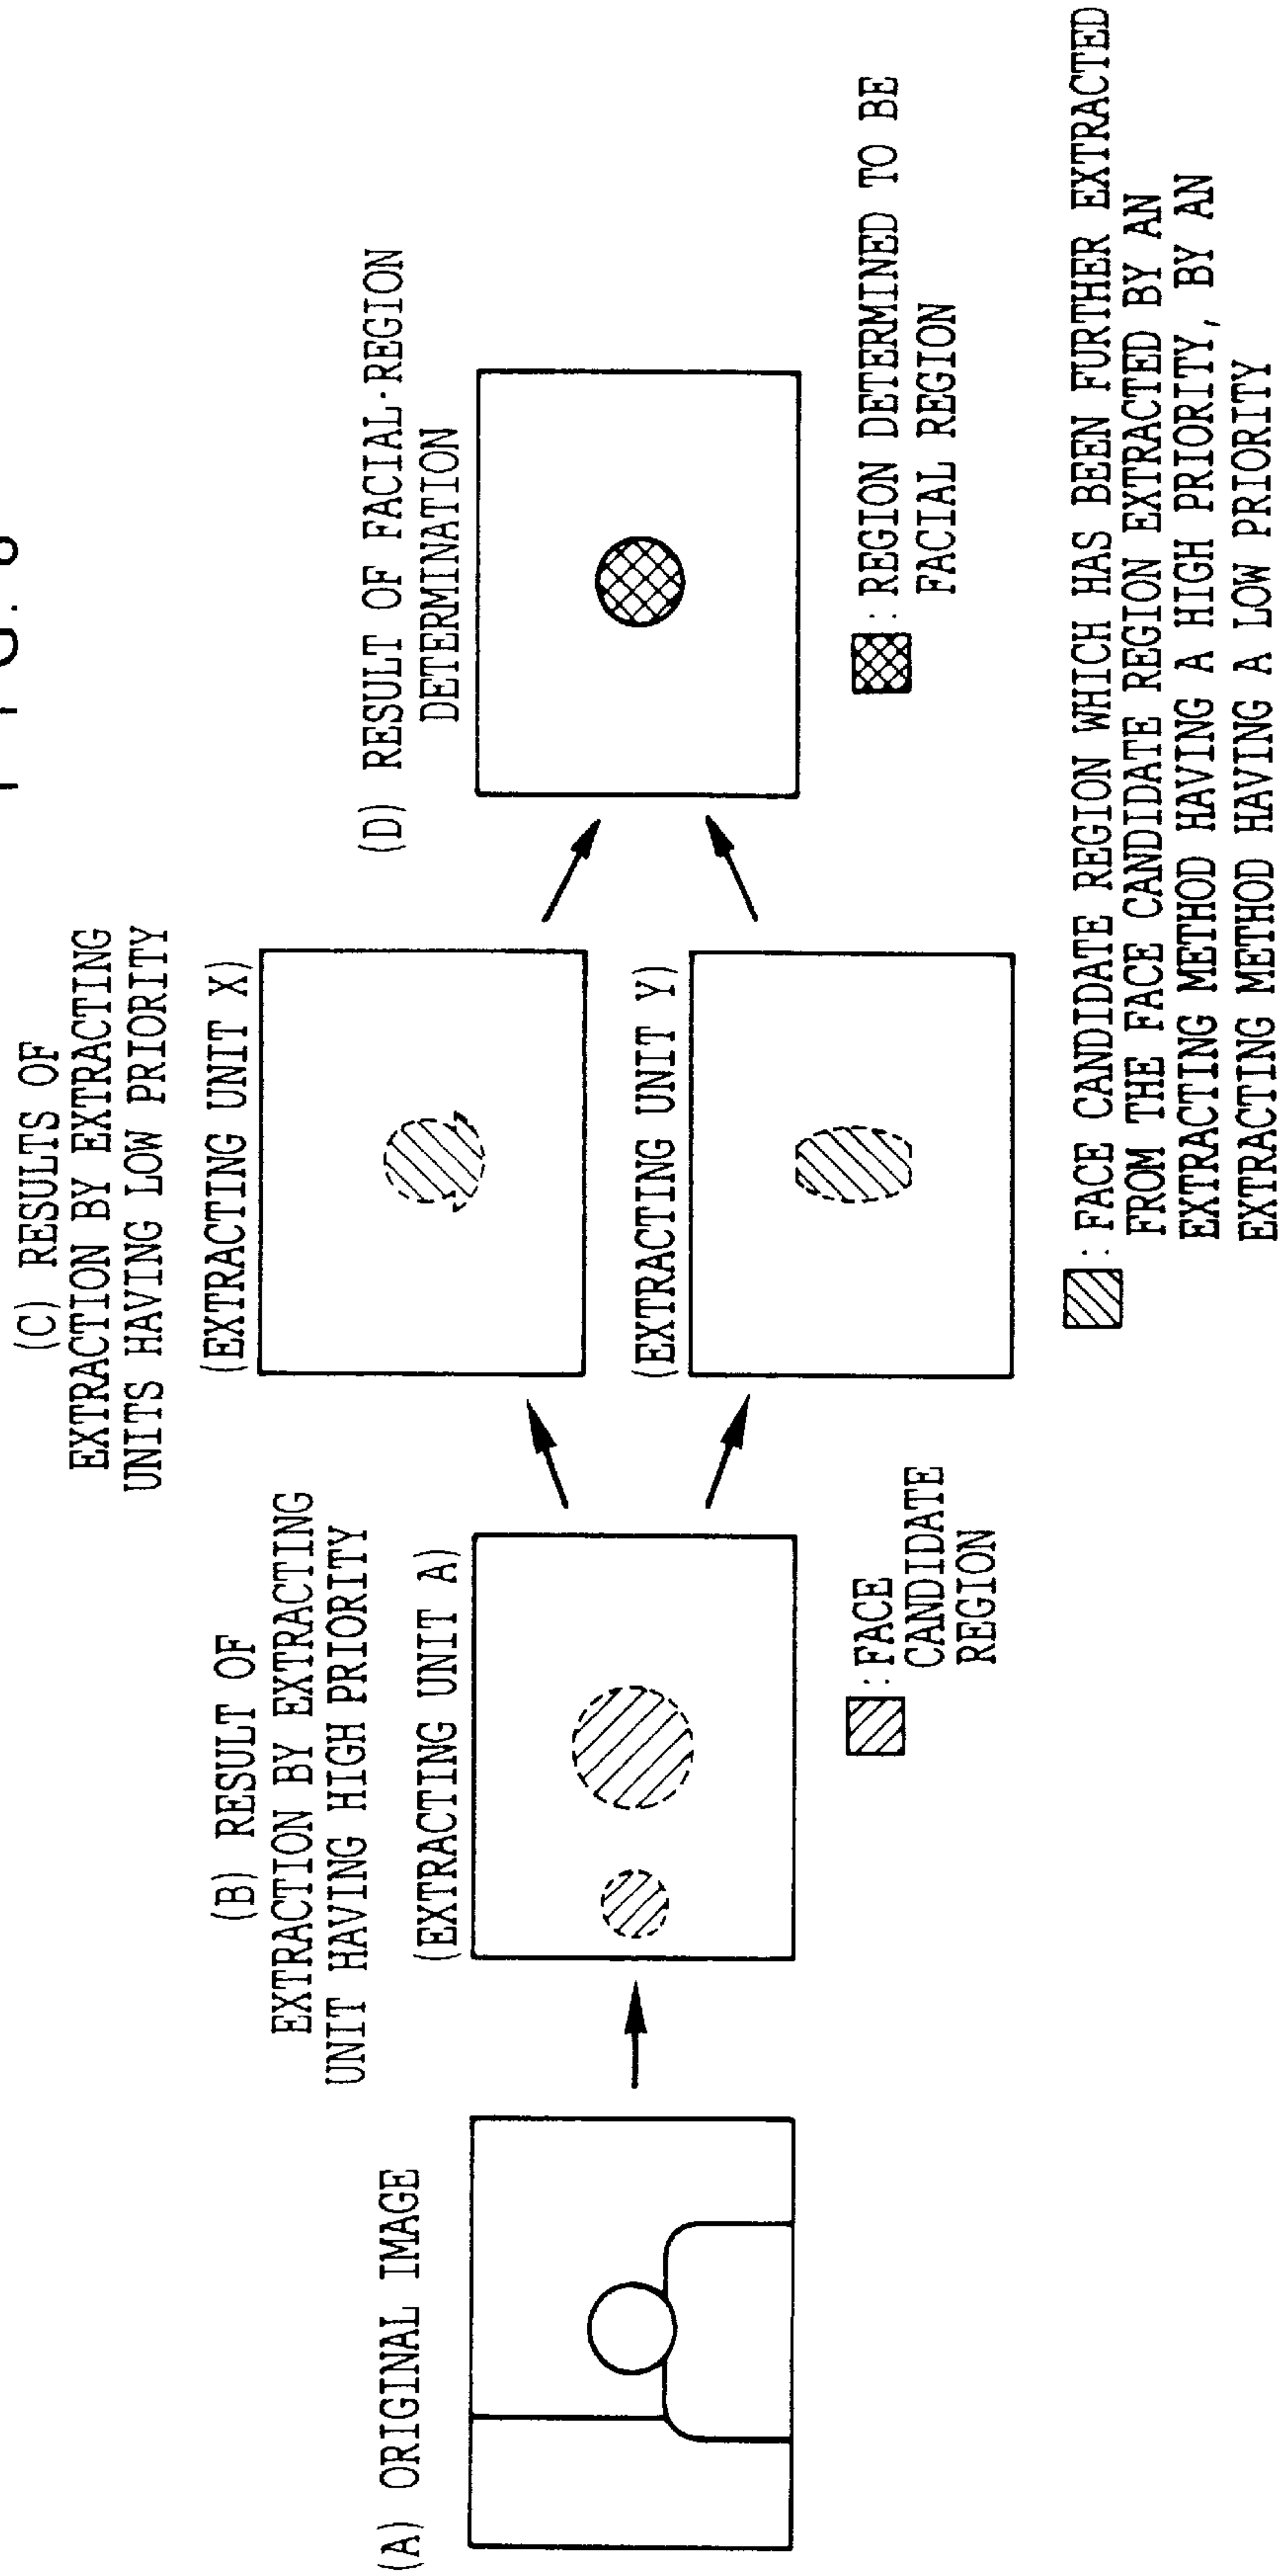 (A) ORIGINAL IMAGE
(B) RESULT OF
EXTRACTION BY EXTRACTING
UNIT HAVING HIGH PRIORITY
(EXTRACTING UNIT A)
: FACE
CANDIDATE
REGION
(C) RESULTS OF
EXTRACTION BY EXTRACTING
UNITS HAVING LOW PRIORITY
(EXTRACTING UNIT X)
(EXTRACTING UNIT Y)
: FACE CANDIDATE REGION WHICH HAS BEEN FURTHER EXTRACTED
FROM THE FACE CANDIDATE REGION EXTRACTED BY AN
EXTRACTING METHOD HAVING A HIGH PRIORITY, BY AN
EXTRACTING METHOD HAVING A LOW PRIORITY
(D) RESULT OF FACIAL-REGION
DETERMINATION
: REGION DETERMINED TO BE
FACIAL REGION